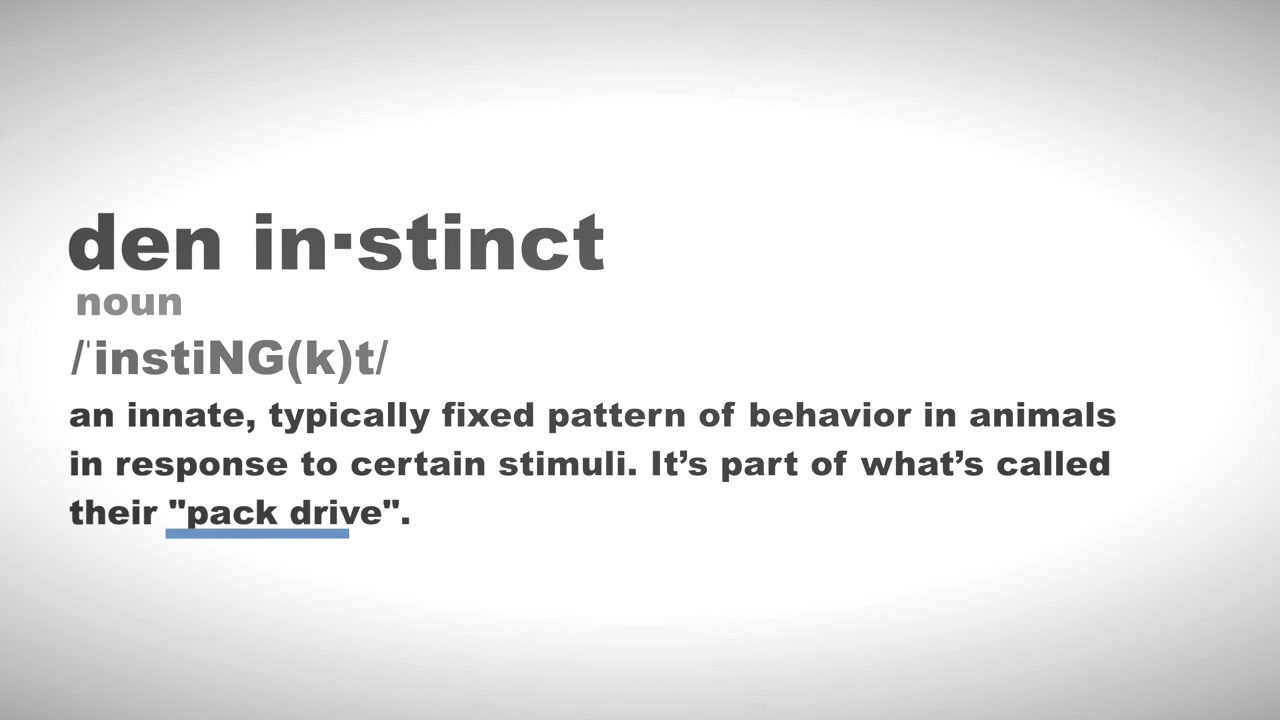 den in·stinct
noun
/ˈinstiNG(k)t/
an innate, typically fixed pattern of behavior in animals
in response to certain stimuli. It’s part of what’s called
their "pack drive".